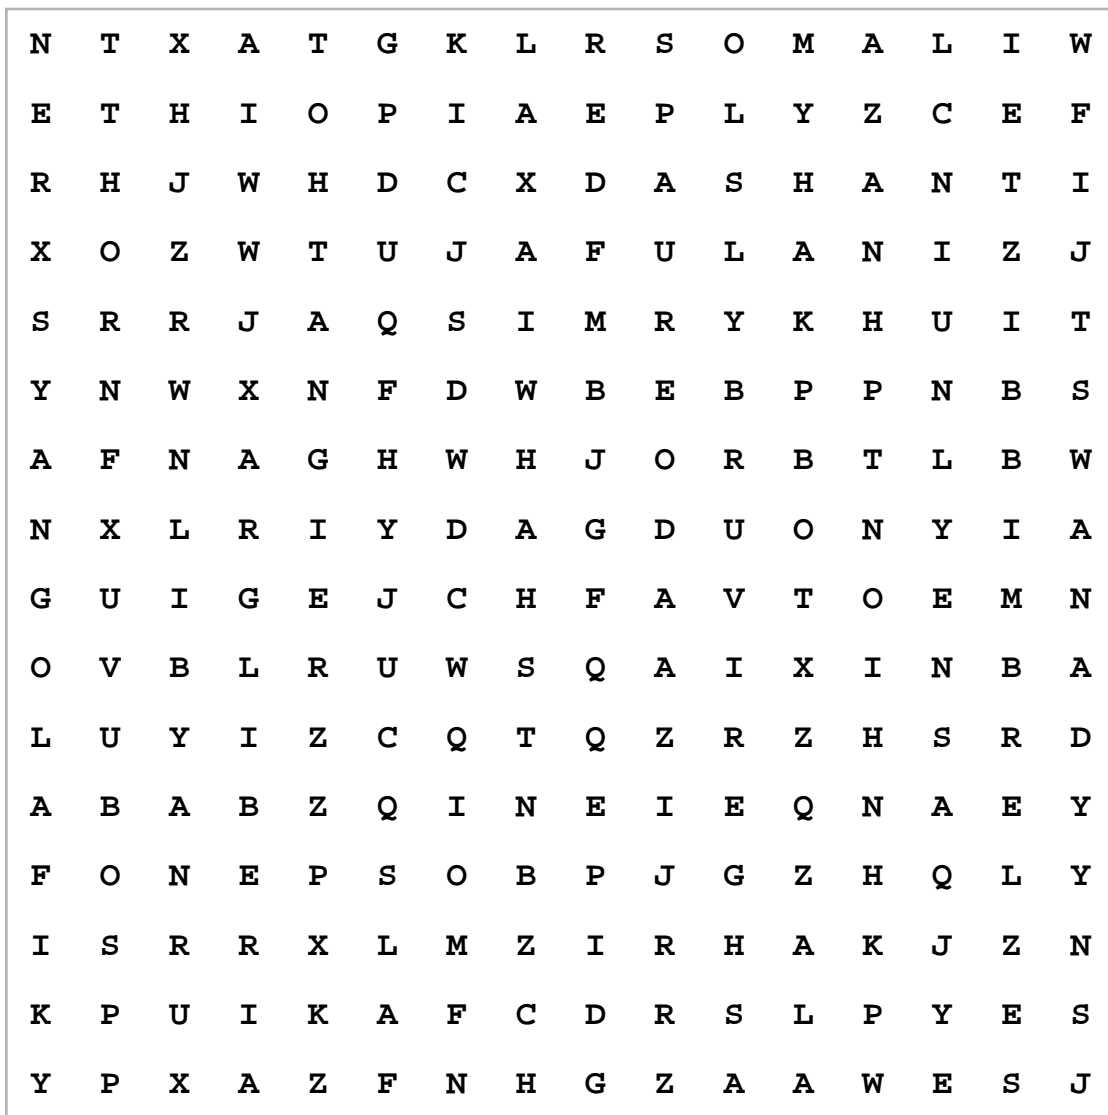 N T X A T G K L R S O M A L I W
E T H I O P I A E P L Y Z C E F
R H J W H D C X D A S H A N T I
X O Z W T U J A F U L A N I Z J
S R R J A Q S I M R Y K H U I T
Y N W X N F D W B E B P P N B S
A F N A G H W H J O R B T L B W
N X L R I Y D A G D U O N Y I A
G U I G E J C H F A V T O E M N
O V B L R U W S Q A I X I N B A
L U Y I Z C Q T Q Z R Z H S R D
A B A B Z Q I N E I E Q N A E Y
F O N E P S O B P J G Z H Q L Y
I S R R X L M Z I R H A K J Z N
K P U I K A F C D R S L P Y E S
Y P X A Z F N H G Z A A W E S J